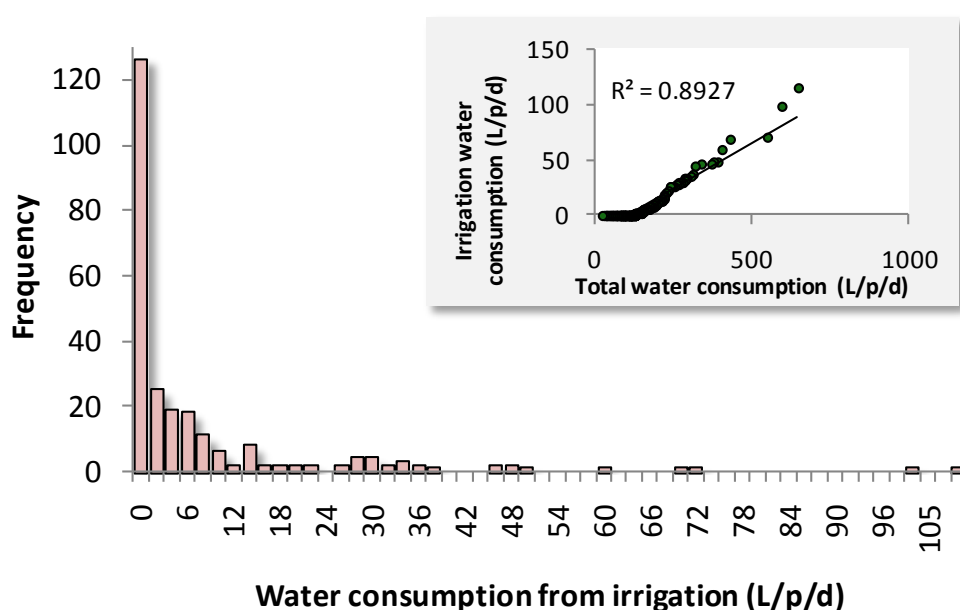 150
100
50
0
R² = 0.8927
Irrigation water
consumption (L/p/d)
0 500 1000
Total water consumption (L/p/d)
120
100
80
60
40
20
0
Frequency
0 6 12 18 24 30 36 42 48 54 60 66 72 78 84 90 96 105
Water consumption from irrigation (L/p/d)